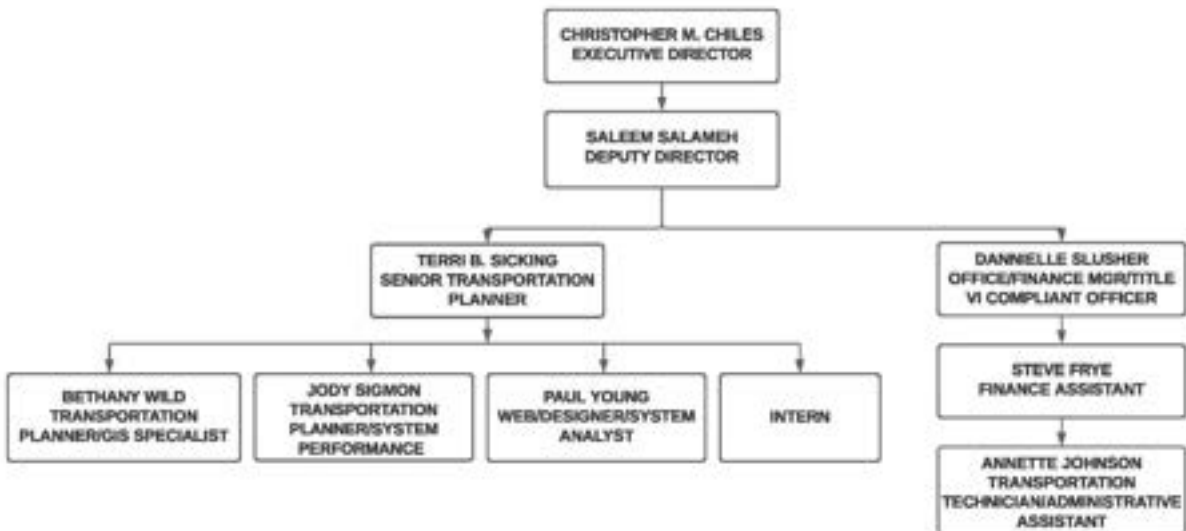 CHRISTOPHER M. CHILES
EXECUTIVE DIRECTOR
SALEEM SALAMEH
DEPUTY DIRECTOR
TERRI B. SICKING
SENIOR TRANSPORTATION
PLANNER
DANNIELLE SLUSHER
OFFICE/FINANCE MGR/TITLE
VI COMPLIANT OFFICER
BETHANY WILD
TRANSPORTATION
PLANNER/GIS SPECIALIST
JODY SIGMON
TRANSPORTATION
PLANNER/SYSTEM
PERFORMANCE
PAUL YOUNG
WEB/DESIGNER/SYSTEM
ANALYST
INTERN
STEVE FRYE
FINANCE ASSISTANT
ANNETTE JOHNSON
TRANSPORTATION
TECHNICIAN/ADMINISTRATIVE
ASSISTANT